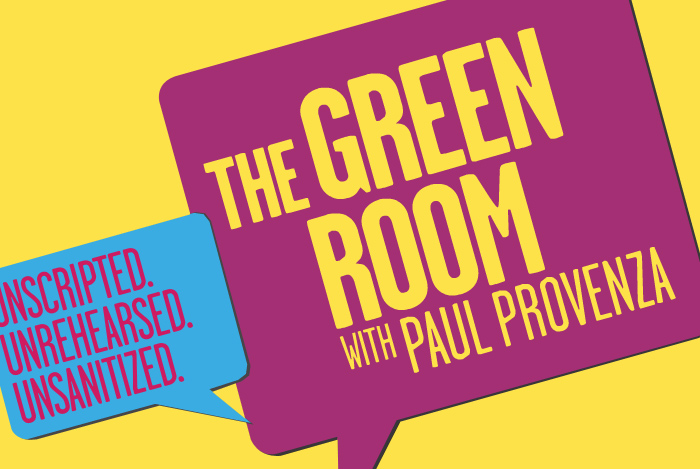 THE GREEN
ROOM
WITH PAUL PROVENZA
UNSCRIPTED.
UNREHEARSED.
UNSANITIZED.